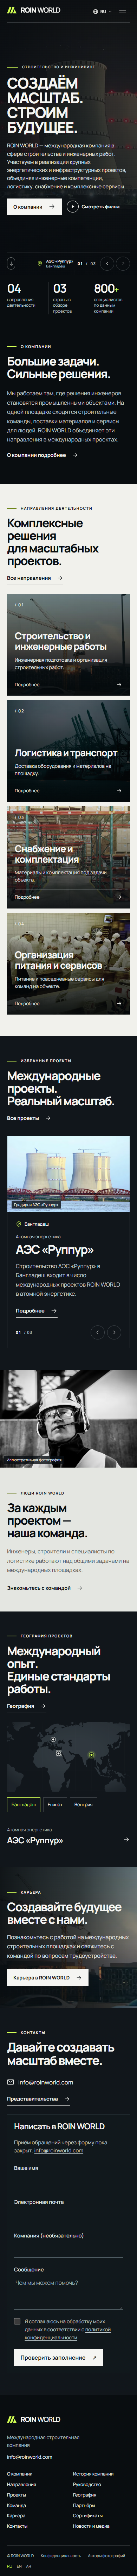 ROIN WORLD
RU
СТРОИТЕЛЬСТВО И ИНЖИНИРИНГ
СОЗДАЁМ
МАСШТАБ.
СТРОИМ
БУДУЩЕЕ.
ROIN WORLD — международная компания в
сфере строительства и инженерных работ.
Участвуем в реализации крупных
энергетических и инфраструктурных проектов,
объединяя строительство, инженерные работы,
логистику, снабжение и комплексные сервисы.
О компании
Смотреть фильм
АЭС «Руппур»
Бангладеш
01 / 03
04
направления
деятельности
03
страны в
обзоре
проектов
800+
специалистов
по данным
компании
О КОМПАНИИ
Большие задачи.
Сильные решения.
Мы работаем там, где решения инженеров
становятся промышленными объектами. На
одной площадке сходятся строительные
команды, поставки материалов и сервисы
для людей. ROIN WORLD объединяет эти
направления в международных проектах.
О компании подробнее
НАПРАВЛЕНИЯ ДЕЯТЕЛЬНОСТИ
Комплексные
решения
для масштабных
проектов.
Все направления
/ 01
Строительство и
инженерные работы
Инженерная подготовка и организация
строительных работ.
Подробнее
/ 02
Логистика и транспорт
Доставка оборудования и материалов на
площадку.
Подробнее
/ 03
Снабжение и
комплектация
Материалы и комплектация под задачи
объекта.
Подробнее
/ 04
Организация
питания и сервисов
Питание и повседневные сервисы для
команд на объекте.
Подробнее
ИЗБРАННЫЕ ПРОЕКТЫ
Международные
проекты.
Реальный масштаб.
Все проекты
Градирни АЭС «Руппур»
Бангладеш
Атомная энергетика
АЭС «Руппур»
Строительство АЭС «Руппур» в
Бангладеш входит в число
международных проектов ROIN WORLD
в атомной энергетике.
Подробнее
01 / 03
Иллюстративная фотография
ЛЮДИ ROIN WORLD
За каждым
проектом —
наша команда.
Инженеры, строители и специалисты по
логистике работают над общими задачами на
международных площадках.
Знакомьтесь с командой
ГЕОГРАФИЯ ПРОЕКТОВ
Международный
опыт.
Единые стандарты
работы.
География
Бангладеш
Египет
Венгрия
Атомная энергетика
АЭС «Руппур»
КАРЬЕРА
Создавайте будущее
вместе с нами.
Познакомьтесь с работой на международных
строительных площадках и свяжитесь с
командой по вопросам трудоустройства.
Карьера в ROIN WORLD
КОНТАКТЫ
Давайте создавать
масштаб вместе.
info@roinworld.com
Представительства
Написать в ROIN WORLD
Приём обращений через форму пока
закрыт. info@roinworld.com
Ваше имя
Электронная почта
Компания (необязательно)
Сообщение
Чем мы можем помочь?
Я соглашаюсь на обработку моих
данных в соответствии с политикой
конфиденциальности.
Проверить заполнение
ROIN WORLD
Международная строительная
компания
info@roinworld.com
О компании
Направления
Проекты
Команда
Карьера
Контакты
История компании
Руководство
География
Партнёры
Сертификаты
Новости и медиа
© ROIN WORLD
Конфиденциальность
Авторы фотографий
RU
EN
AR